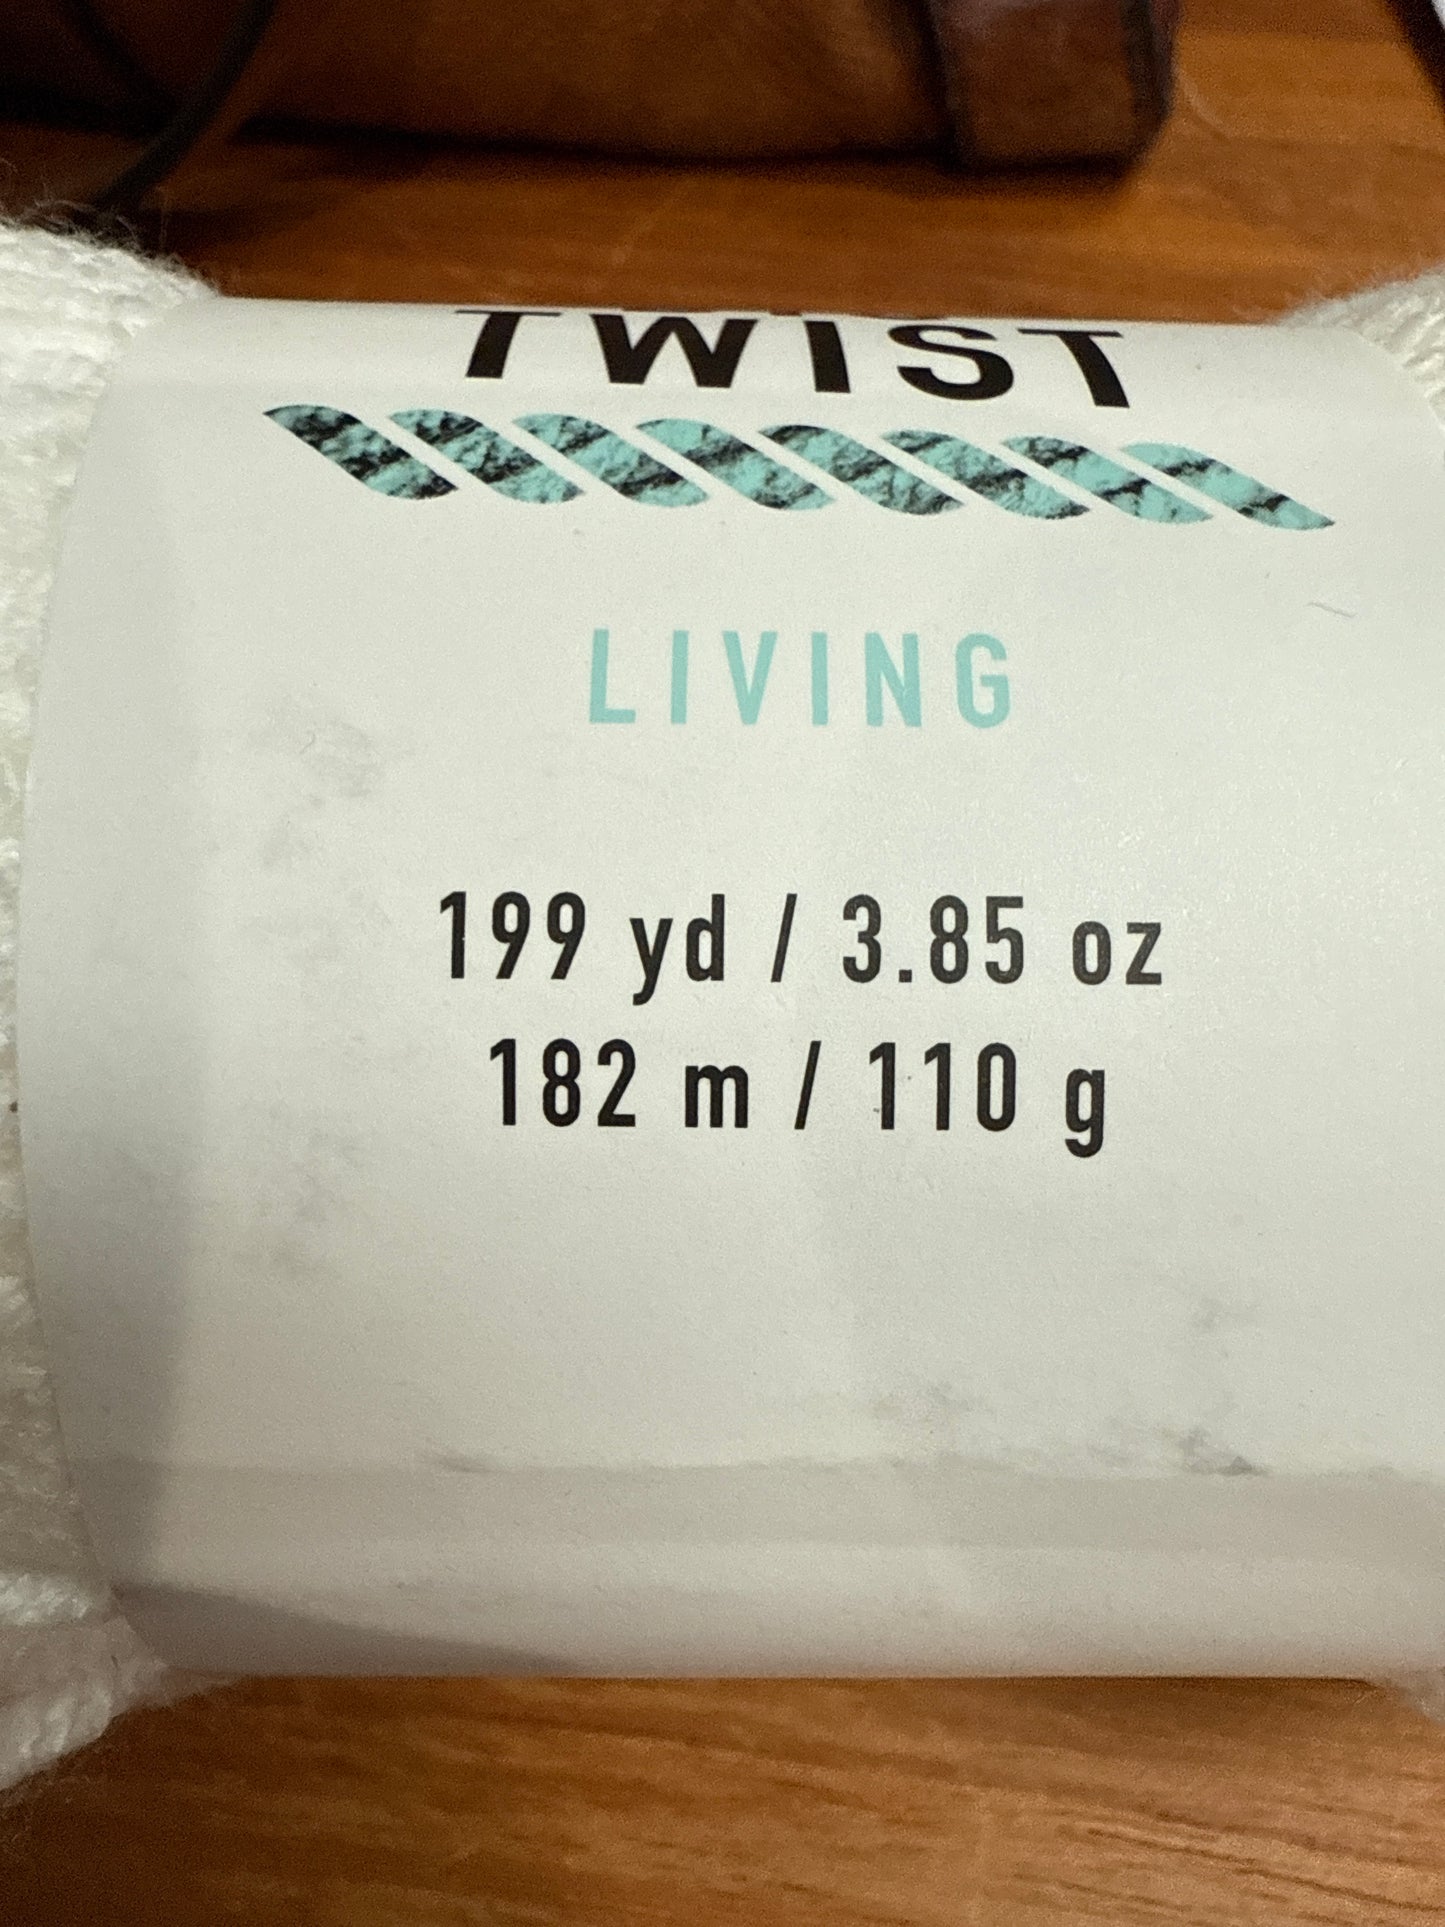 TWIST
LIVING
199 yd / 3.85 oz
182 m / 110 g